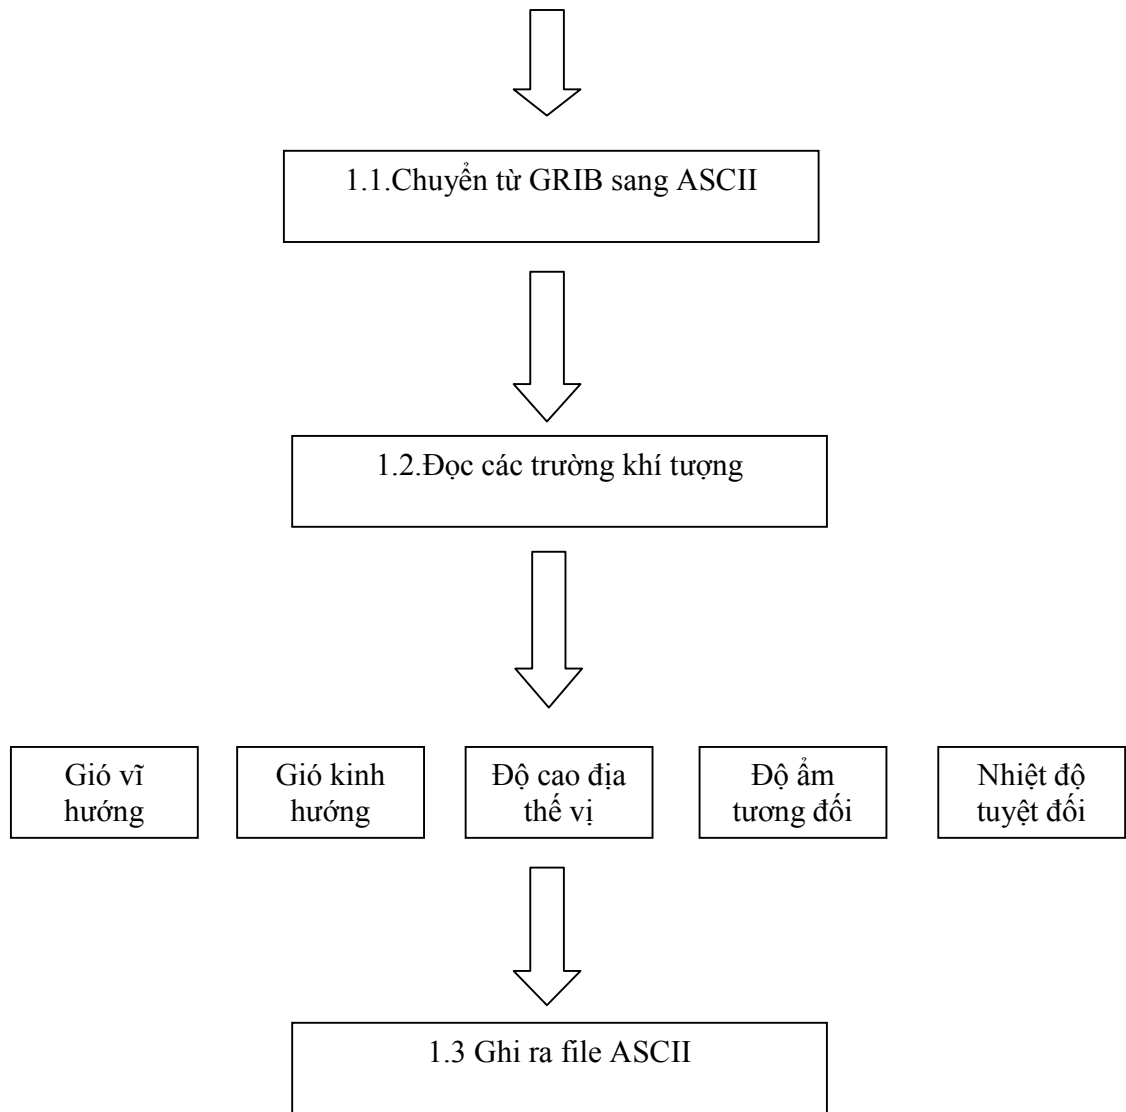 1.1.Chuyển từ GRIB sang ASCII
1.2.Đọc các trường khí tượng
Gió vĩ
hướng
Gió kinh
hướng
Độ cao địa
thế vị
Độ ẩm
tương đối
Nhiệt độ
tuyệt đối
1.3 Ghi ra file ASCII